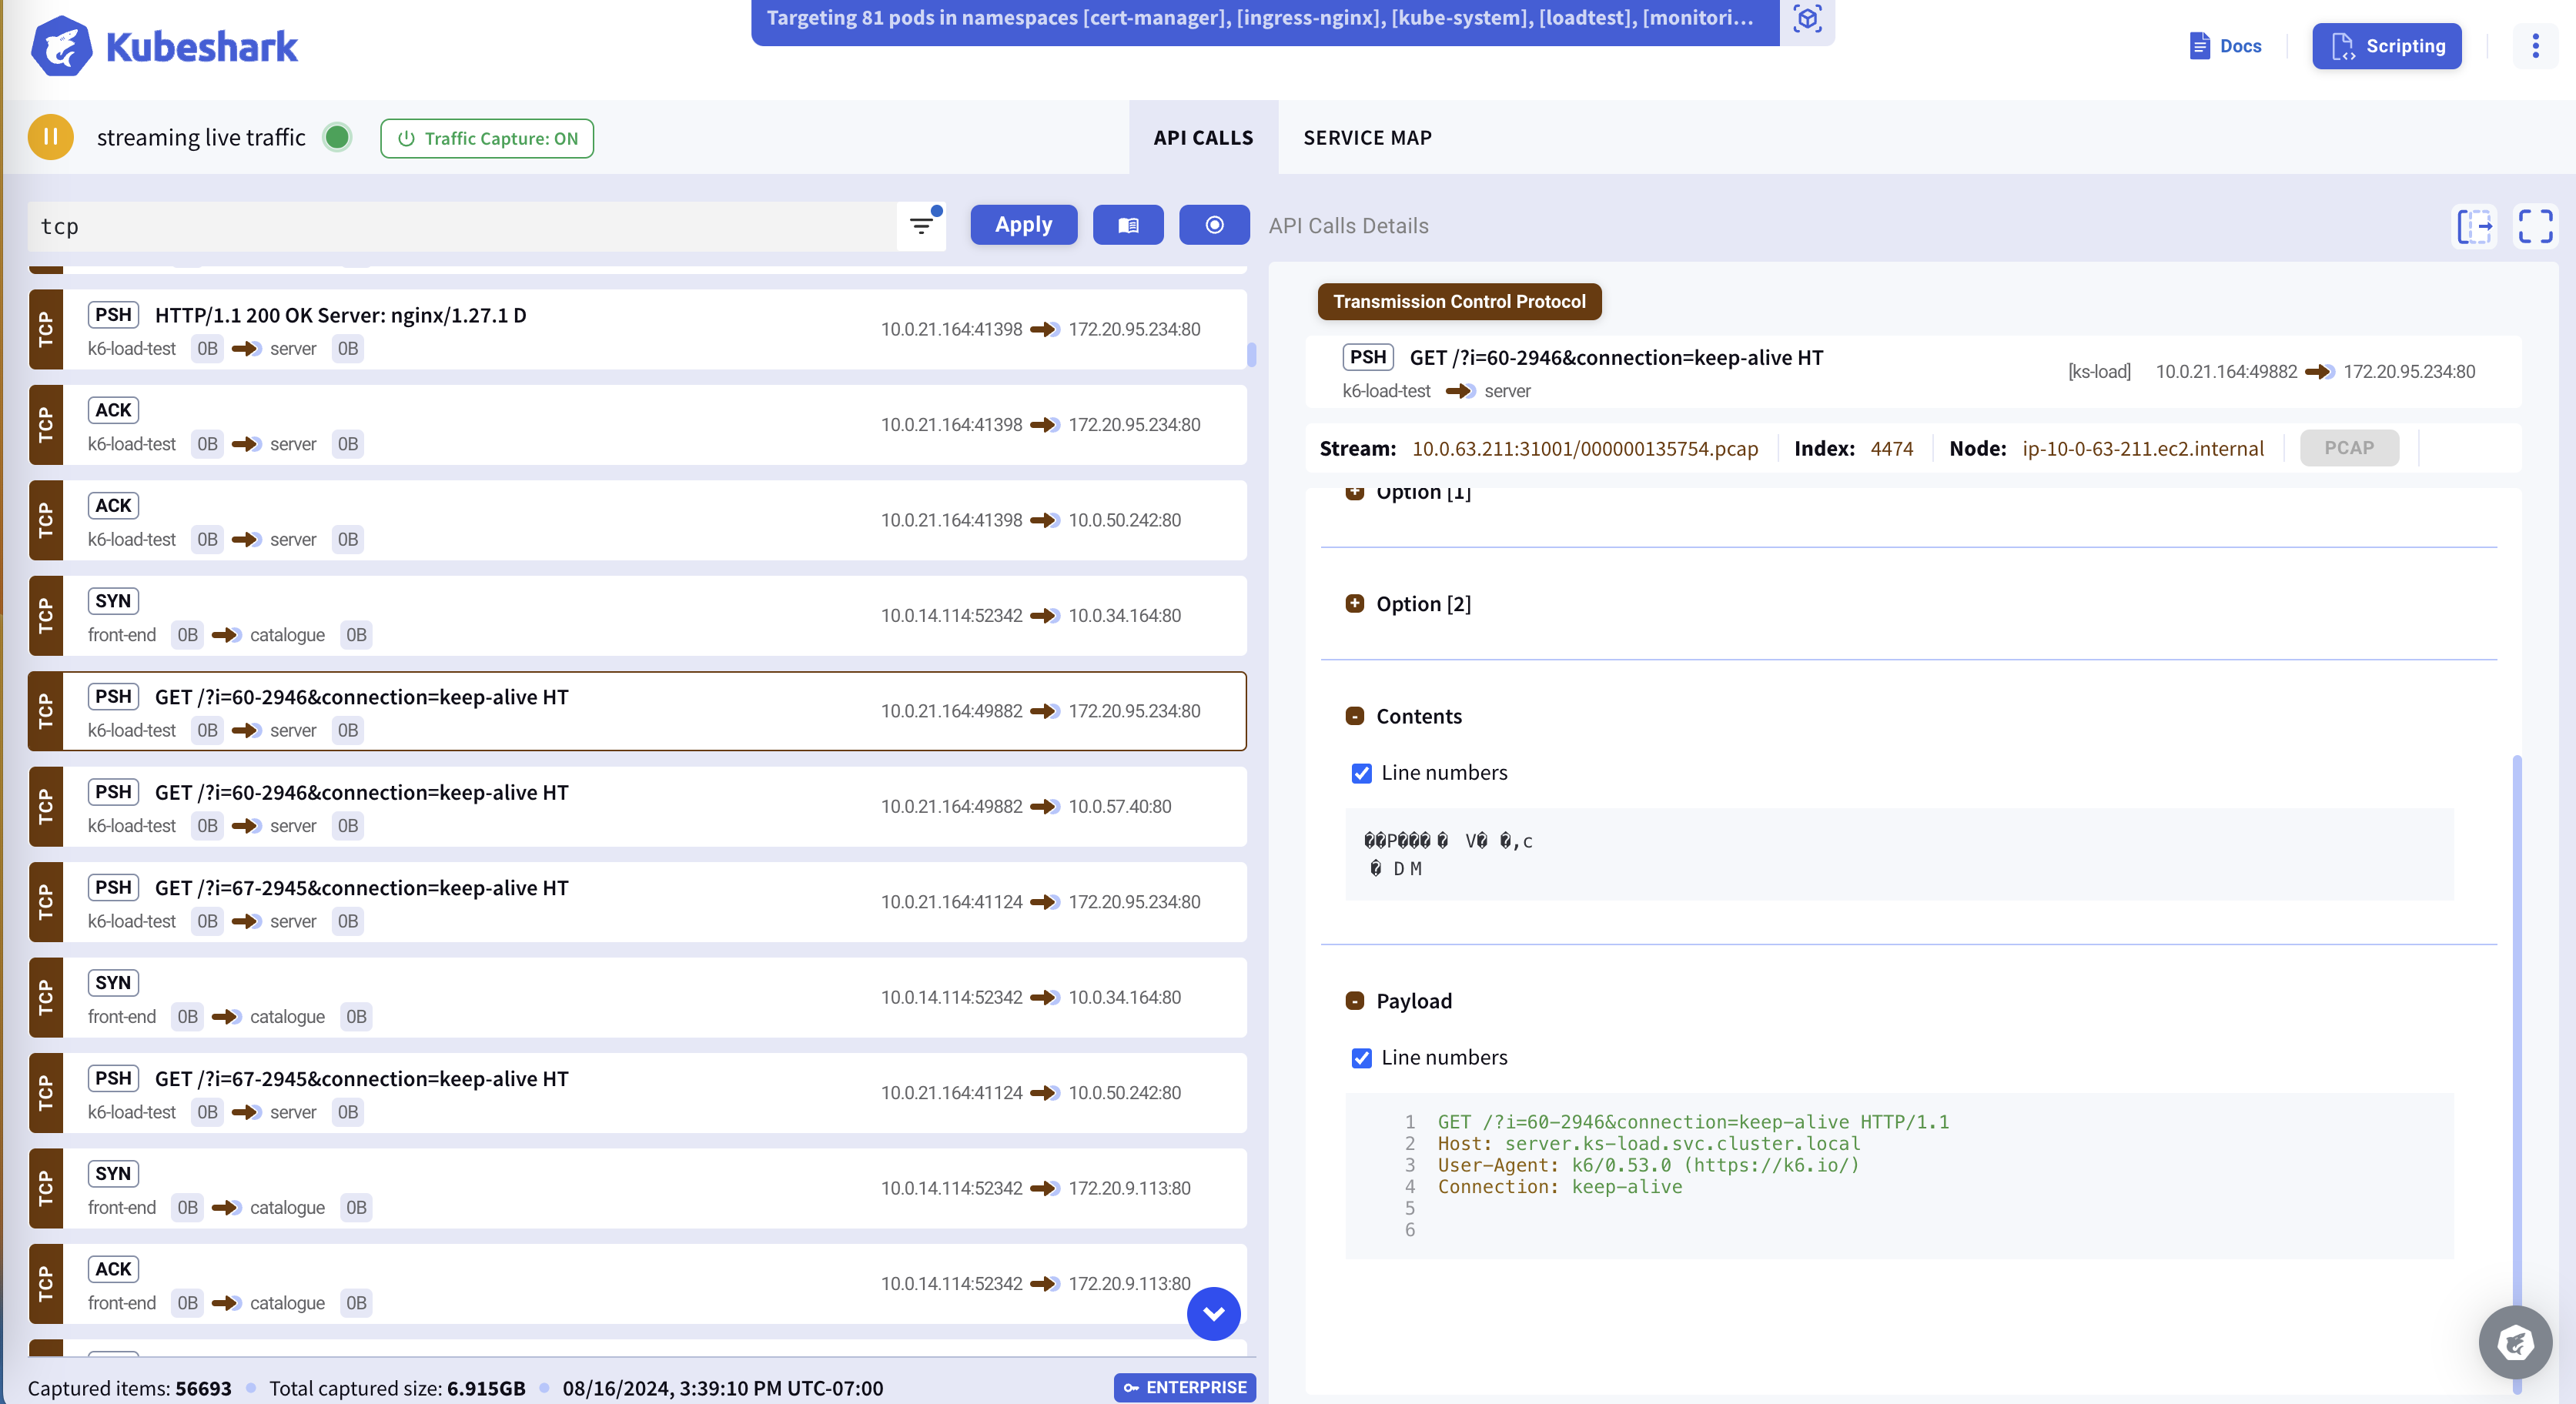 Kubeshark
Targeting 81 pods in namespaces [cert-manager], [ingress-nginx], [kube-system], [loadtest], [monitori...
Docs
Scripting
streaming live traffic
Traffic Capture: ON
API CALLS
SERVICE MAP
tcp
Apply
API Calls Details
TCP
PSH HTTP/1.1 200 OK Server: nginx/1.27.1 D
k6-load-test 0B server 0B
10.0.21.164:41398 172.20.95.234:80
TCP
ACK
k6-load-test 0B server 0B
10.0.21.164:41398 172.20.95.234:80
TCP
ACK
k6-load-test 0B server 0B
10.0.21.164:41398 10.0.50.242:80
TCP
SYN
front-end 0B catalogue 0B
10.0.14.114:52342 10.0.34.164:80
TCP
PSH GET /?i=60-2946&connection=keep-alive HT
k6-load-test 0B server 0B
10.0.21.164:49882 172.20.95.234:80
TCP
PSH GET /?i=60-2946&connection=keep-alive HT
k6-load-test 0B server 0B
10.0.21.164:49882 10.0.57.40:80
TCP
PSH GET /?i=67-2945&connection=keep-alive HT
k6-load-test 0B server 0B
10.0.21.164:41124 172.20.95.234:80
TCP
SYN
front-end 0B catalogue 0B
10.0.14.114:52342 10.0.34.164:80
TCP
PSH GET /?i=67-2945&connection=keep-alive HT
k6-load-test 0B server 0B
10.0.21.164:41124 10.0.50.242:80
TCP
SYN
front-end 0B catalogue 0B
10.0.14.114:52342 172.20.9.113:80
TCP
ACK
front-end 0B catalogue 0B
10.0.14.114:52342 172.20.9.113:80
Captured items: 56693 Total captured size: 6.915GB 08/16/2024, 3:39:10 PM UTC-07:00
ENTERPRISE
Transmission Control Protocol
PSH GET /?i=60-2946&connection=keep-alive HT
k6-load-test server
[ks-load] 10.0.21.164:49882 172.20.95.234:80
Stream: 10.0.63.211:31001/000000135754.pcap Index: 4474 Node: ip-10-0-63-211.ec2.internal PCAP
Option [1]
Option [2]
Contents
Line numbers
��P��� � V� �,c
� D M
Payload
Line numbers
1 GET /?i=60-2946&connection=keep-alive HTTP/1.1
2 Host: server.ks-load.svc.cluster.local
3 User-Agent: k6/0.53.0 (https://k6.io/)
4 Connection: keep-alive
5
6